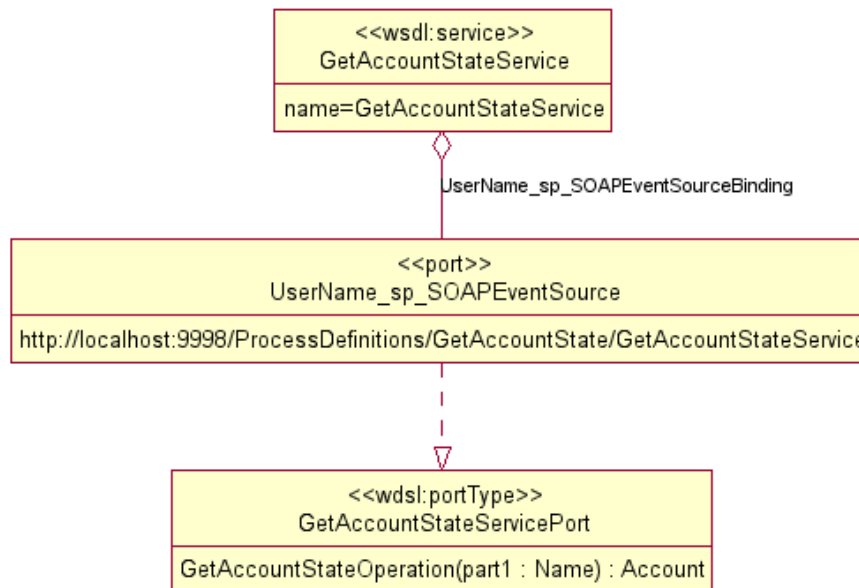 <<wsdl:service>>
GetAccountStateService
name=GetAccountStateService
UserName_sp_SOAPEventSourceBinding
<<port>>
UserName_sp_SOAPEventSource
http://localhost:9998/ProcessDefinitions/GetAccountState/GetAccountStateService
<<wdsl:portType>>
GetAccountStateServicePort
GetAccountStateOperation(part1 : Name) : Account